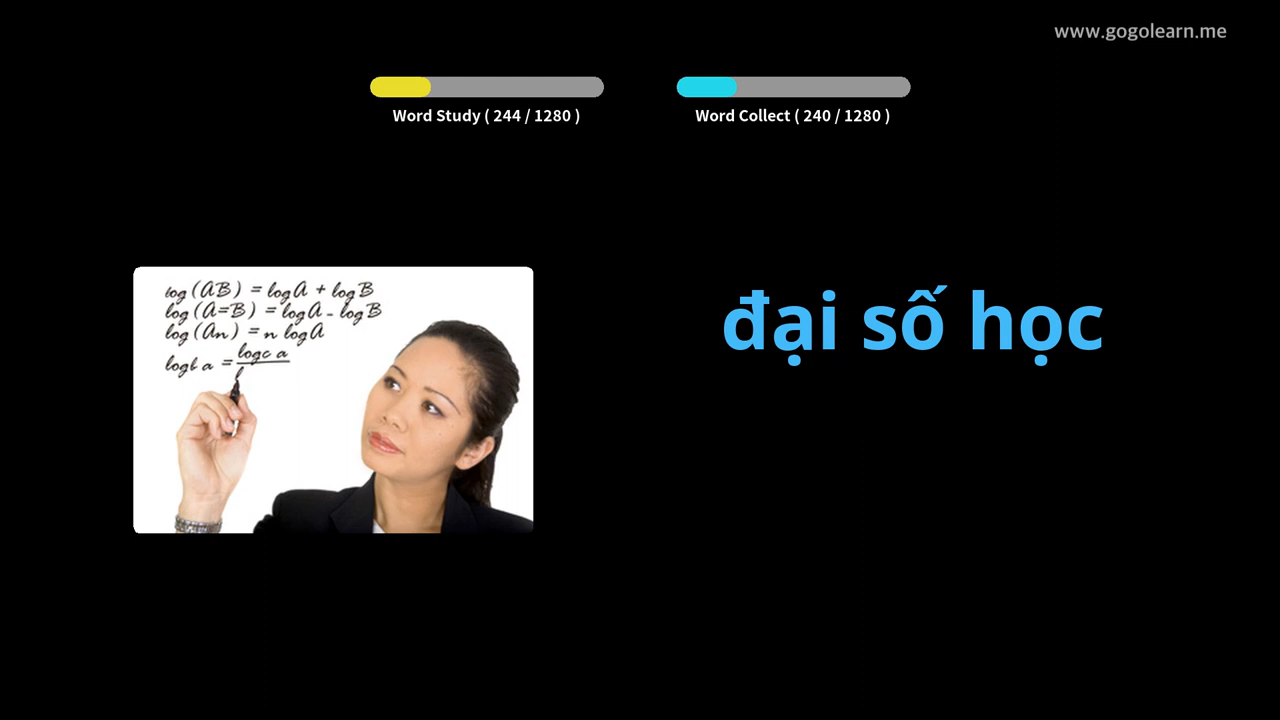 www.gogolearn.me
Word Study ( 244 / 1280 )
Word Collect ( 240 / 1280 )
log (AB) = log A + log B
log (A=B) = log A - log B
log (An) = n log A
logb a = logc a
đại số học